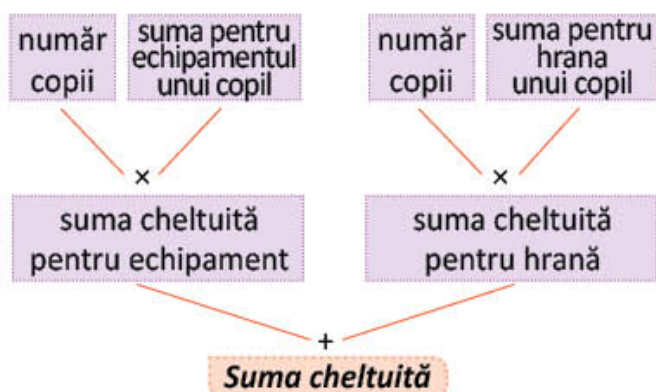 număr
copii
suma pentru
echipamentul
unui copil
număr
copii
suma pentru
hrana
unui copil
×
×
suma cheltuită
pentru echipament
suma cheltuită
pentru hrană
+
Suma cheltuită